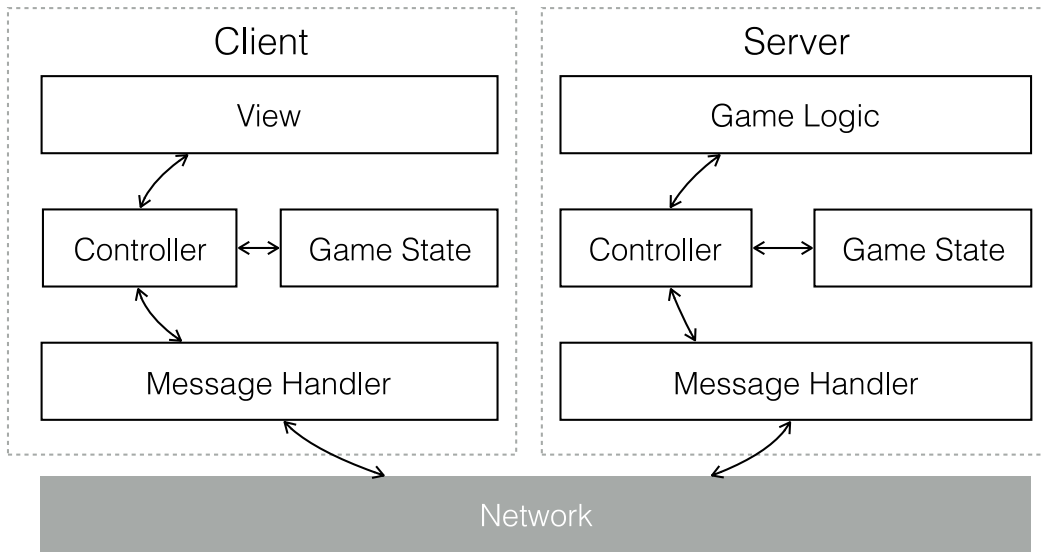 Client
View
Controller
Game State
Message Handler
Server
Game Logic
Controller
Game State
Message Handler
Network